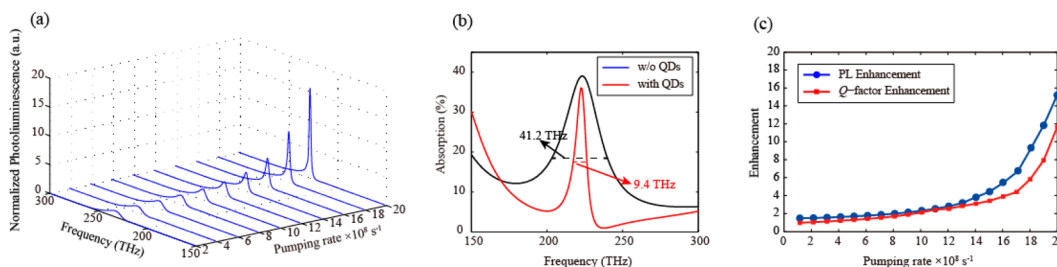 (a)
Normalized Photoluminescence (a.u.)
20
15
10
5
0
300
250
200
150
Frequency (THz)
2
4
6
8
10
12
14
16
18
20
Pumping rate ×10⁸ s⁻¹
(b)
Absorption (%)
40
30
20
10
0
w/o QDs
with QDs
41.2 THz
9.4 THz
150
200
250
300
Frequency (THz)
(c)
Enhancement
20
18
16
14
12
10
8
6
4
2
0
PL Enhancement
Q−factor Enhancement
0 2 4 6 8 10 12 14 16 18 20
Pumping rate ×10⁸ s⁻¹